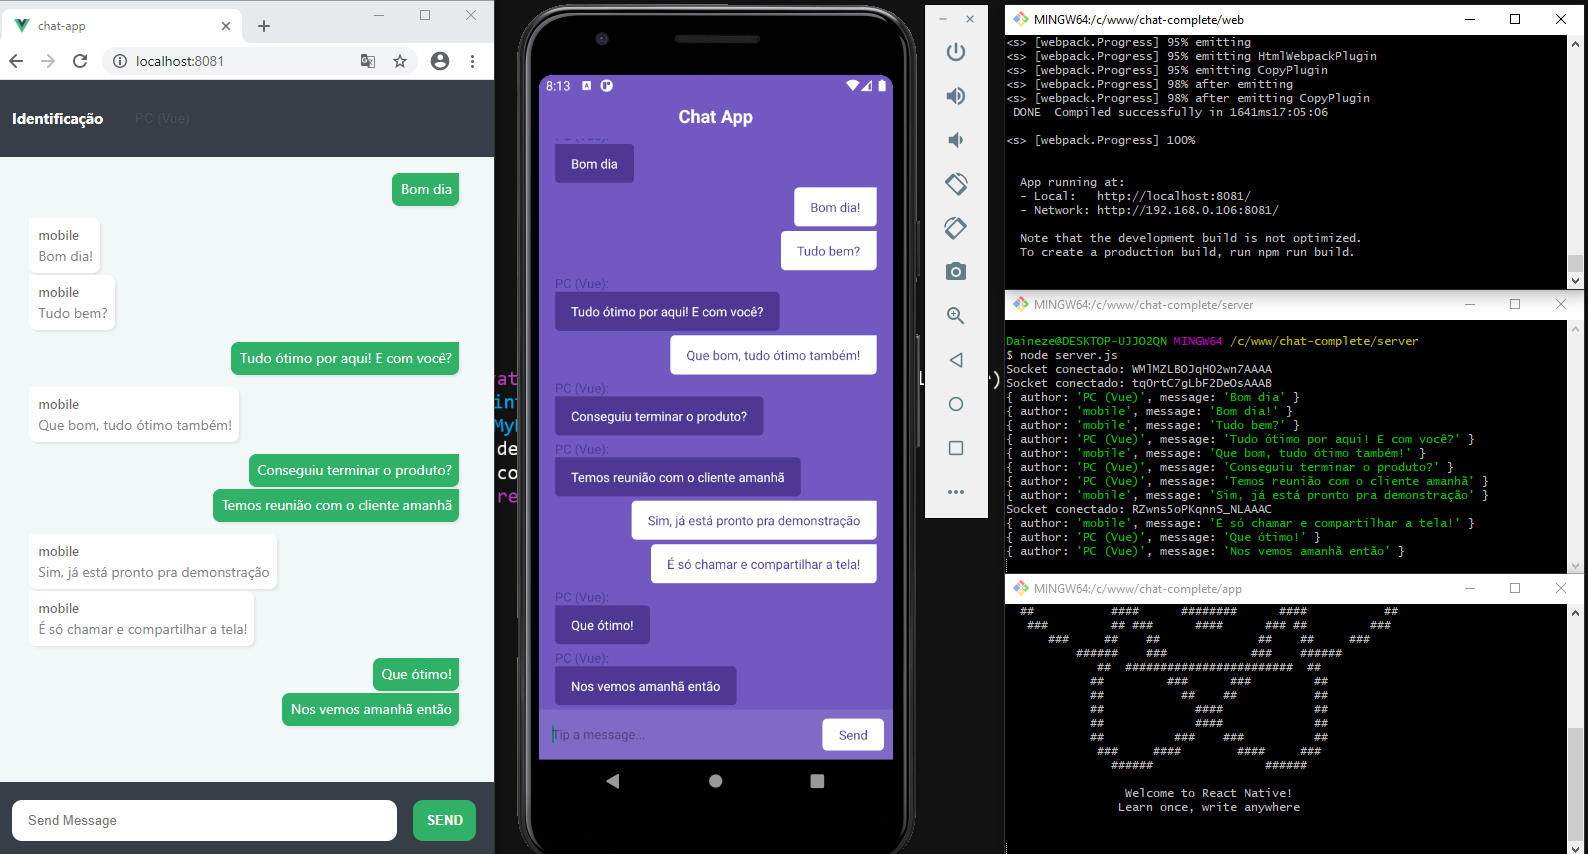 chat-app
localhost:8081
Identificação
PC (Vue)
Bom dia
mobile
Bom dia!
mobile
Tudo bem?
Tudo ótimo por aqui! E com você?
mobile
Que bom, tudo ótimo também!
Conseguiu terminar o produto?
Temos reunião com o cliente amanhã
mobile
Sim, já está pronto pra demonstração
mobile
É só chamar e compartilhar a tela!
Que ótimo!
Nos vemos amanhã então
Send Message
SEND
8:13
Chat App
PC (Vue):
Bom dia
Bom dia!
Tudo bem?
PC (Vue):
Tudo ótimo por aqui! E com você?
Que bom, tudo ótimo também!
PC (Vue):
Conseguiu terminar o produto?
PC (Vue):
Temos reunião com o cliente amanhã
Sim, já está pronto pra demonstração
É só chamar e compartilhar a tela!
PC (Vue):
Que ótimo!
PC (Vue):
Nos vemos amanhã então
Tip a message...
Send
MINGW64:/c/www/chat-complete/web
<s> [webpack.Progress] 95% emitting
<s> [webpack.Progress] 95% emitting HtmlWebpackPlugin
<s> [webpack.Progress] 95% emitting CopyPlugin
<s> [webpack.Progress] 98% after emitting
<s> [webpack.Progress] 98% after emitting CopyPlugin
DONE  Compiled successfully in 1641ms17:05:06
<s> [webpack.Progress] 100%
App running at:
- Local:   http://localhost:8081/
- Network: http://192.168.0.106:8081/
Note that the development build is not optimized.
To create a production build, run npm run build.
MINGW64:/c/www/chat-complete/server
Daineze@DESKTOP-UJJO2QN MINGW64 /c/www/chat-complete/server
$ node server.js
Socket conectado: WMlMZLBOJqHO2wn7AAAA
Socket conectado: tqOrtC7gLbF2DeOsAAAB
{ author: 'PC (Vue)', message: 'Bom dia' }
{ author: 'mobile', message: 'Bom dia!' }
{ author: 'mobile', message: 'Tudo bem?' }
{ author: 'PC (Vue)', message: 'Tudo ótimo por aqui! E com você?' }
{ author: 'mobile', message: 'Que bom, tudo ótimo também!' }
{ author: 'PC (Vue)', message: 'Conseguiu terminar o produto?' }
{ author: 'PC (Vue)', message: 'Temos reunião com o cliente amanhã' }
{ author: 'mobile', message: 'Sim, já está pronto pra demonstração' }
Socket conectado: RZwns5oPKqnnS_NLAAAC
{ author: 'mobile', message: 'É só chamar e compartilhar a tela!' }
{ author: 'PC (Vue)', message: 'Que ótimo!' }
{ author: 'PC (Vue)', message: 'Nos vemos amanhã então' }
MINGW64:/c/www/chat-complete/app
Welcome to React Native!
Learn once, write anywhere